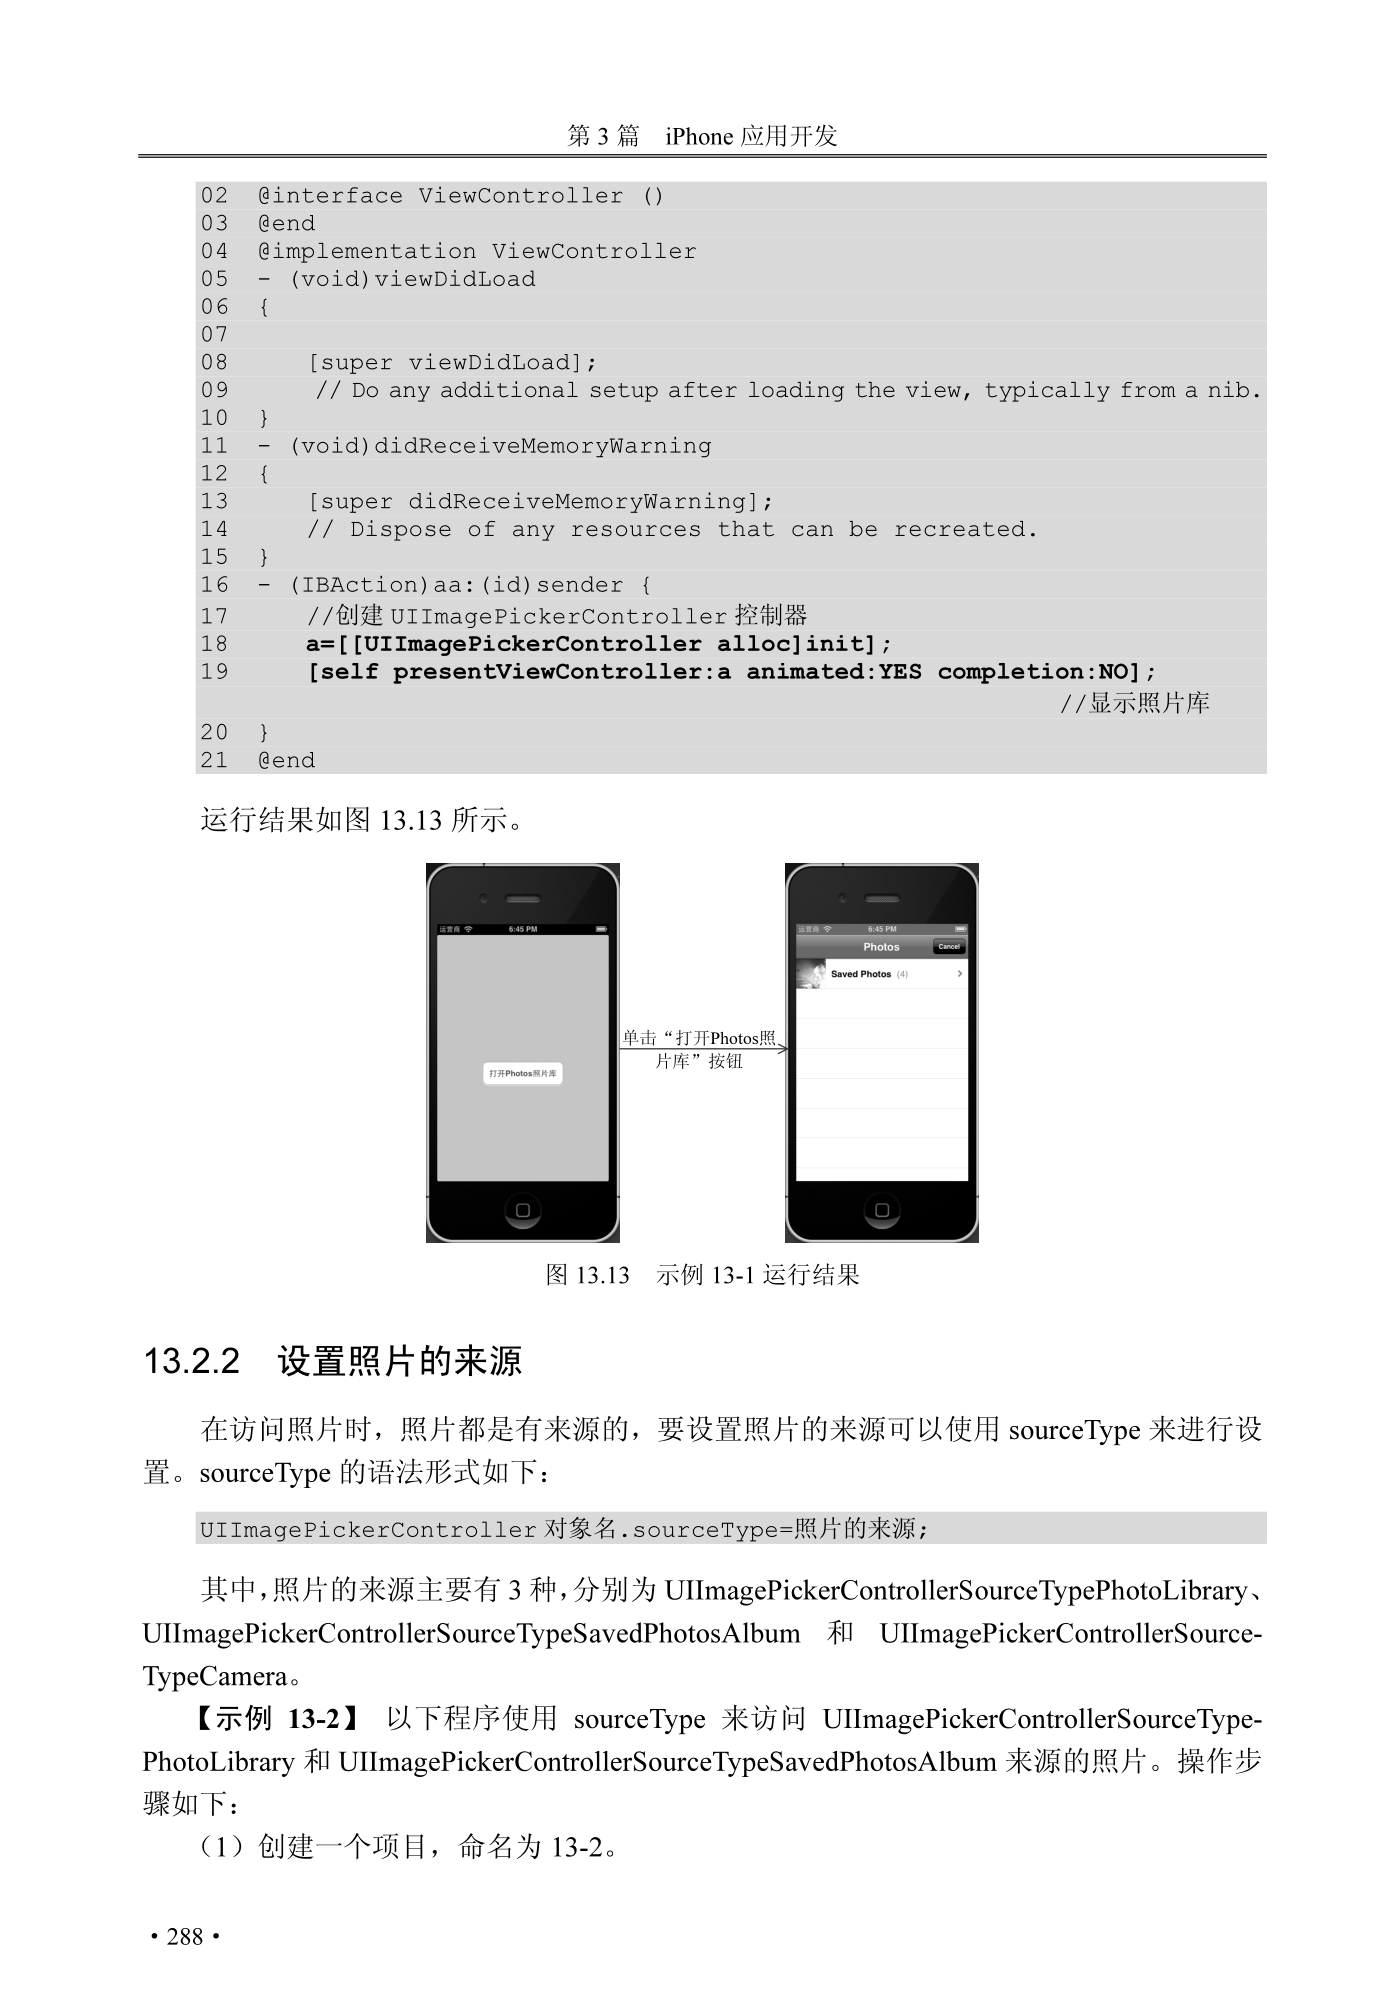 第 3 篇　iPhone 应用开发
02  @interface ViewController ()
03  @end
04  @implementation ViewController
05  - (void)viewDidLoad
06  {
07
08     [super viewDidLoad];
09     // Do any additional setup after loading the view, typically from a nib.
10  }
11  - (void)didReceiveMemoryWarning
12  {
13     [super didReceiveMemoryWarning];
14     // Dispose of any resources that can be recreated.
15  }
16  - (IBAction)aa:(id)sender {
17     //创建 UIImagePickerController 控制器
18     a=[[UIImagePickerController alloc]init];
19     [self presentViewController:a animated:YES completion:NO];
//显示照片库
20  }
21  @end
运行结果如图 13.13 所示。
运营商 6:45 PM
打开Photos照片库
单击“打开Photos照
片库”按钮
运营商 6:45 PM
Photos Cancel
Saved Photos (4)
图 13.13　示例 13-1 运行结果
13.2.2　设置照片的来源
在访问照片时，照片都是有来源的，要设置照片的来源可以使用 sourceType 来进行设
置。sourceType 的语法形式如下：
UIImagePickerController 对象名.sourceType=照片的来源;
其中，照片的来源主要有 3 种，分别为 UIImagePickerControllerSourceTypePhotoLibrary、
UIImagePickerControllerSourceTypeSavedPhotosAlbum 和 UIImagePickerControllerSource-
TypeCamera。
【示例 13-2】 以下程序使用 sourceType 来访问 UIImagePickerControllerSourceType-
PhotoLibrary 和 UIImagePickerControllerSourceTypeSavedPhotosAlbum 来源的照片。操作步
骤如下：
（1）创建一个项目，命名为 13-2。
·288·